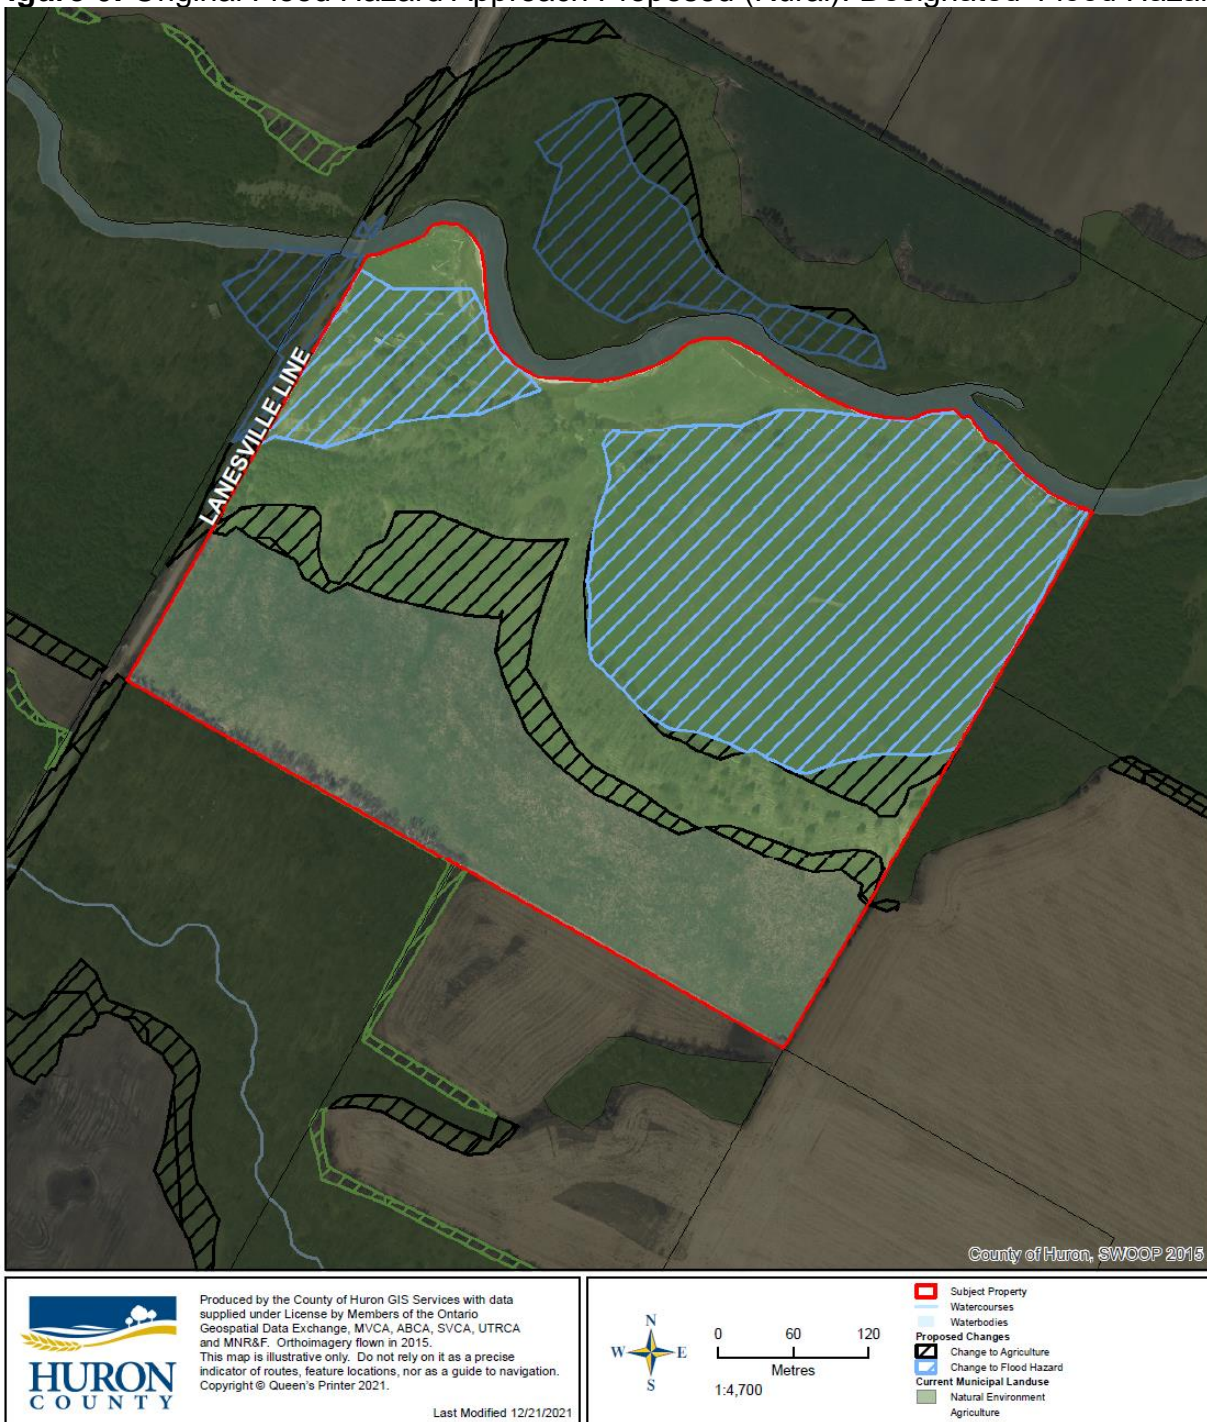 Original Flood Hazard Approach Proposed (Rural): Designated
LANESVILLE LINE
County of Huron, SWOOP 2015
HURON
COUNTY
Produced by the County of Huron GIS Services with data
supplied under License by Members of the Ontario
Geospatial Data Exchange, MVCA, ABCA, SVCA, UTRCA
and MNR&F. Orthoimagery flown in 2015.
This map is illustrative only. Do not rely on it as a precise
indicator of routes, feature locations, nor as a guide to navigation.
Copyright © Queen's Printer 2021.
Last Modified 12/21/2021
N
W E
S
0 60 120
Metres
1:4,700
Subject Property
Watercourses
Waterbodies
Proposed Changes
Change to Agriculture
Change to Flood Hazard
Current Municipal Landuse
Natural Environment
Agriculture